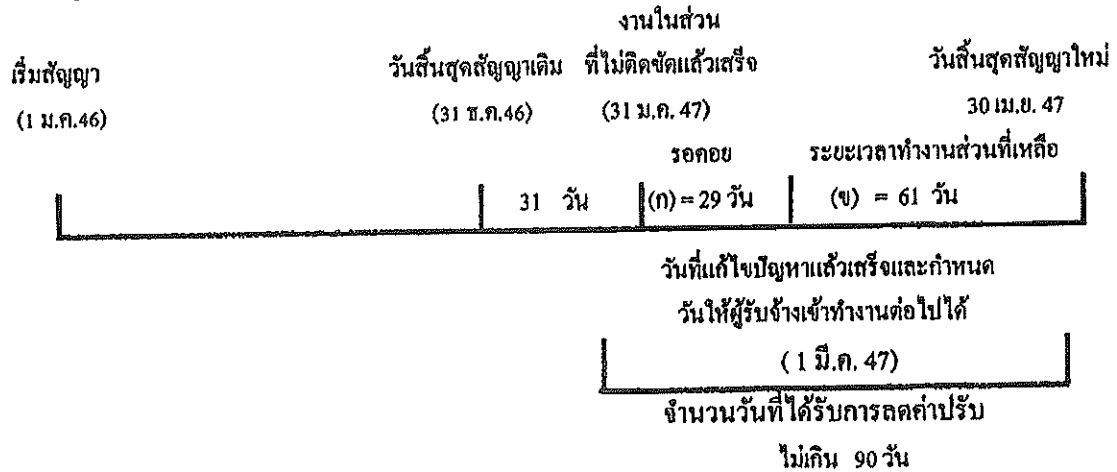 งานในส่วน
เริ่มสัญญา วันสิ้นสุดสัญญาเดิม ที่ไม่ติดขัดแล้วเสร็จ วันสิ้นสุดสัญญาใหม่
(1 ม.ค.46) (31 ธ.ค.46) (31 ม.ค. 47) 30 เม.ย. 47
รอคอย ระยะเวลาทำงานส่วนที่เหลือ
31 วัน (ก) = 29 วัน (ข) = 61 วัน
วันที่แก้ไขปัญหาแล้วเสร็จและกำหนด
วันให้ผู้รับจ้างเข้าทำงานต่อไปได้
( 1 มี.ค. 47)
จำนวนวันที่ได้รับการลดค่าปรับ
ไม่เกิน 90 วัน